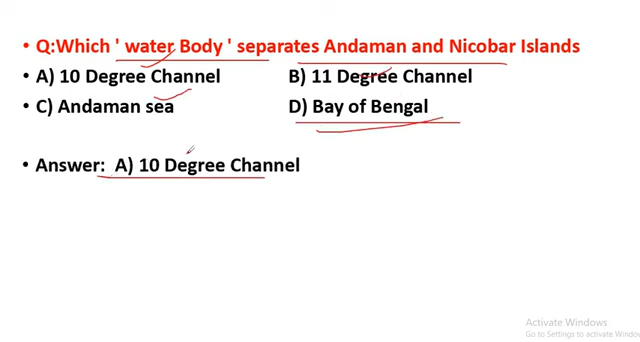 • Q:Which ' water Body ' separates Andaman and Nicobar Islands
• A) 10 Degree Channel B) 11 Degree Channel
• C) Andaman sea D) Bay of Bengal
• Answer: A) 10 Degree Channel
Activate Windows
Go to Settings to activate Windows